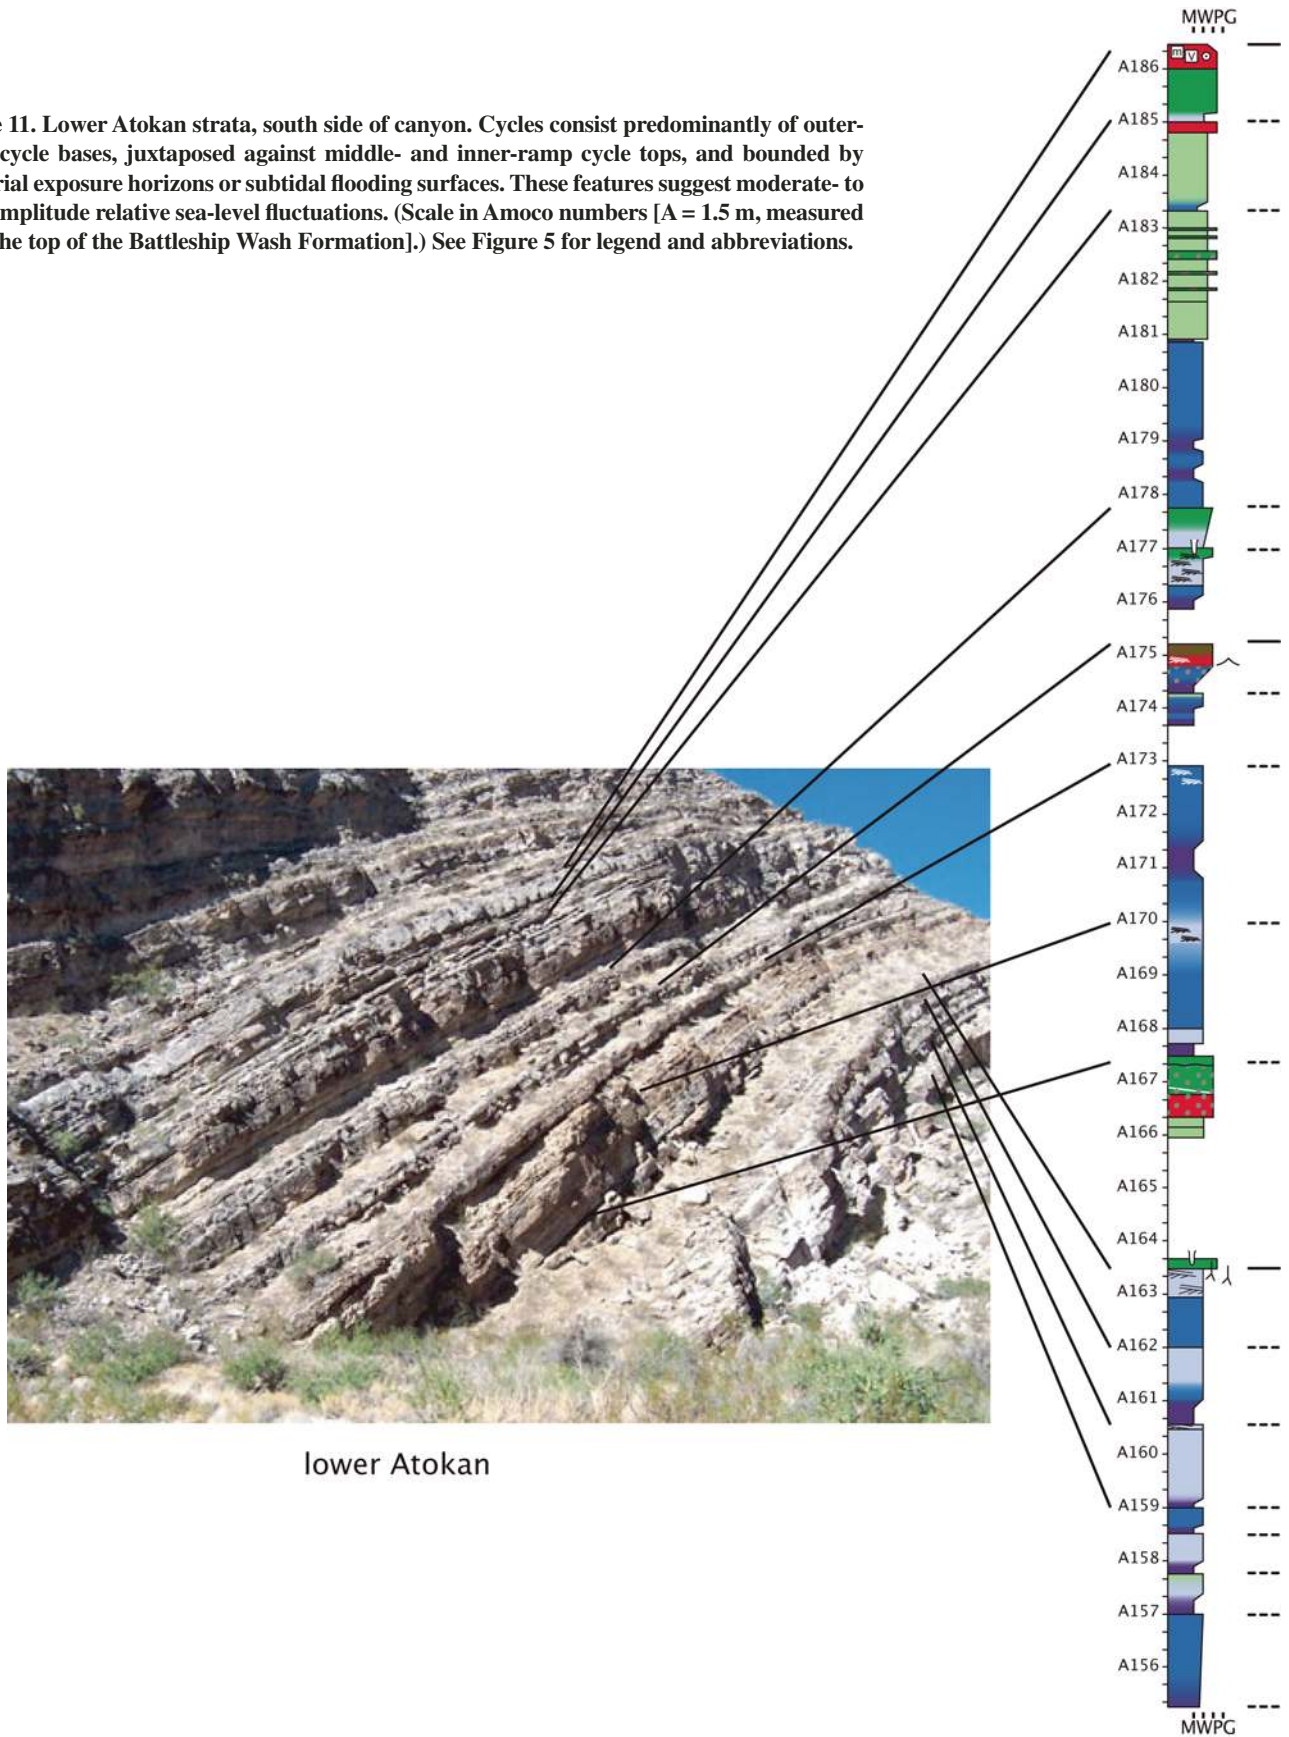 MWPG
e 11. Lower Atokan strata, south side of canyon. Cycles consist predominantly of outer-
cycle bases, juxtaposed against middle- and inner-ramp cycle tops, and bounded by
rial exposure horizons or subtidal flooding surfaces. These features suggest moderate- to
mplitude relative sea-level fluctuations. (Scale in Amoco numbers [A = 1.5 m, measured
he top of the Battleship Wash Formation].) See Figure 5 for legend and abbreviations.
m V
A186
A185
A184
A183
A182
A181
A180
A179
A178
A177
A176
A175
A174
A173
A172
A171
A170
A169
A168
A167
A166
A165
A164
A163
A162
A161
A160
A159
A158
A157
A156
MWPG
lower Atokan